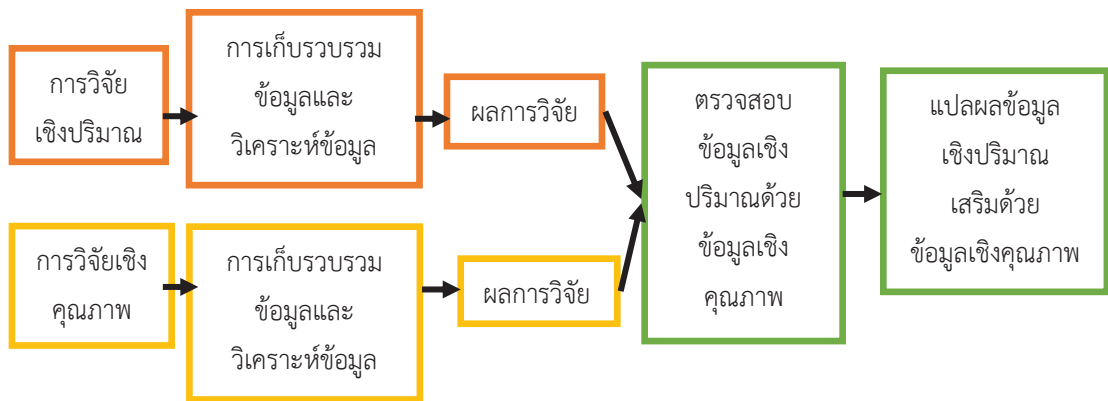 การวิจัย
เชิงปริมาณ
การเก็บรวบรวม
ข้อมูลและ
วิเคราะห์ข้อมูล
ผลการวิจัย
การวิจัยเชิง
คุณภาพ
การเก็บรวบรวม
ข้อมูลและ
วิเคราะห์ข้อมูล
ผลการวิจัย
ตรวจสอบ
ข้อมูลเชิง
ปริมาณด้วย
ข้อมูลเชิง
คุณภาพ
แปลผลข้อมูล
เชิงปริมาณ
เสริมด้วย
ข้อมูลเชิงคุณภาพ